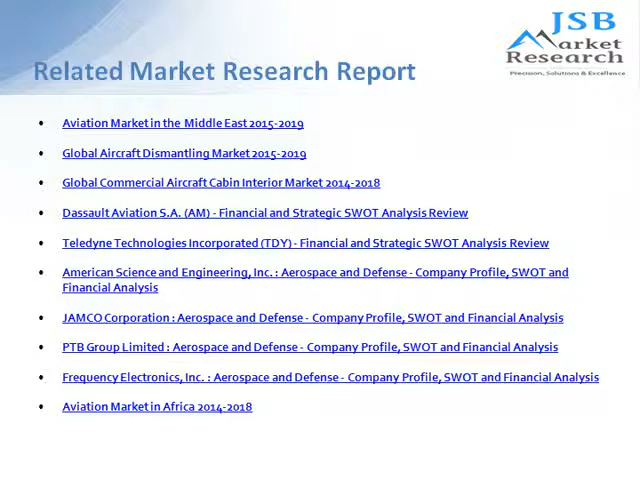 JSB
Market
Research
Precision, Solutions & Excellence
Related Market Research Report
• Aviation Market in the Middle East 2015-2019
• Global Aircraft Dismantling Market 2015-2019
• Global Commercial Aircraft Cabin Interior Market 2014-2018
• Dassault Aviation S.A. (AM) - Financial and Strategic SWOT Analysis Review
• Teledyne Technologies Incorporated (TDY) - Financial and Strategic SWOT Analysis Review
• American Science and Engineering, Inc. : Aerospace and Defense - Company Profile, SWOT and
Financial Analysis
• JAMCO Corporation : Aerospace and Defense - Company Profile, SWOT and Financial Analysis
• PTB Group Limited : Aerospace and Defense - Company Profile, SWOT and Financial Analysis
• Frequency Electronics, Inc. : Aerospace and Defense - Company Profile, SWOT and Financial Analysis
• Aviation Market in Africa 2014-2018